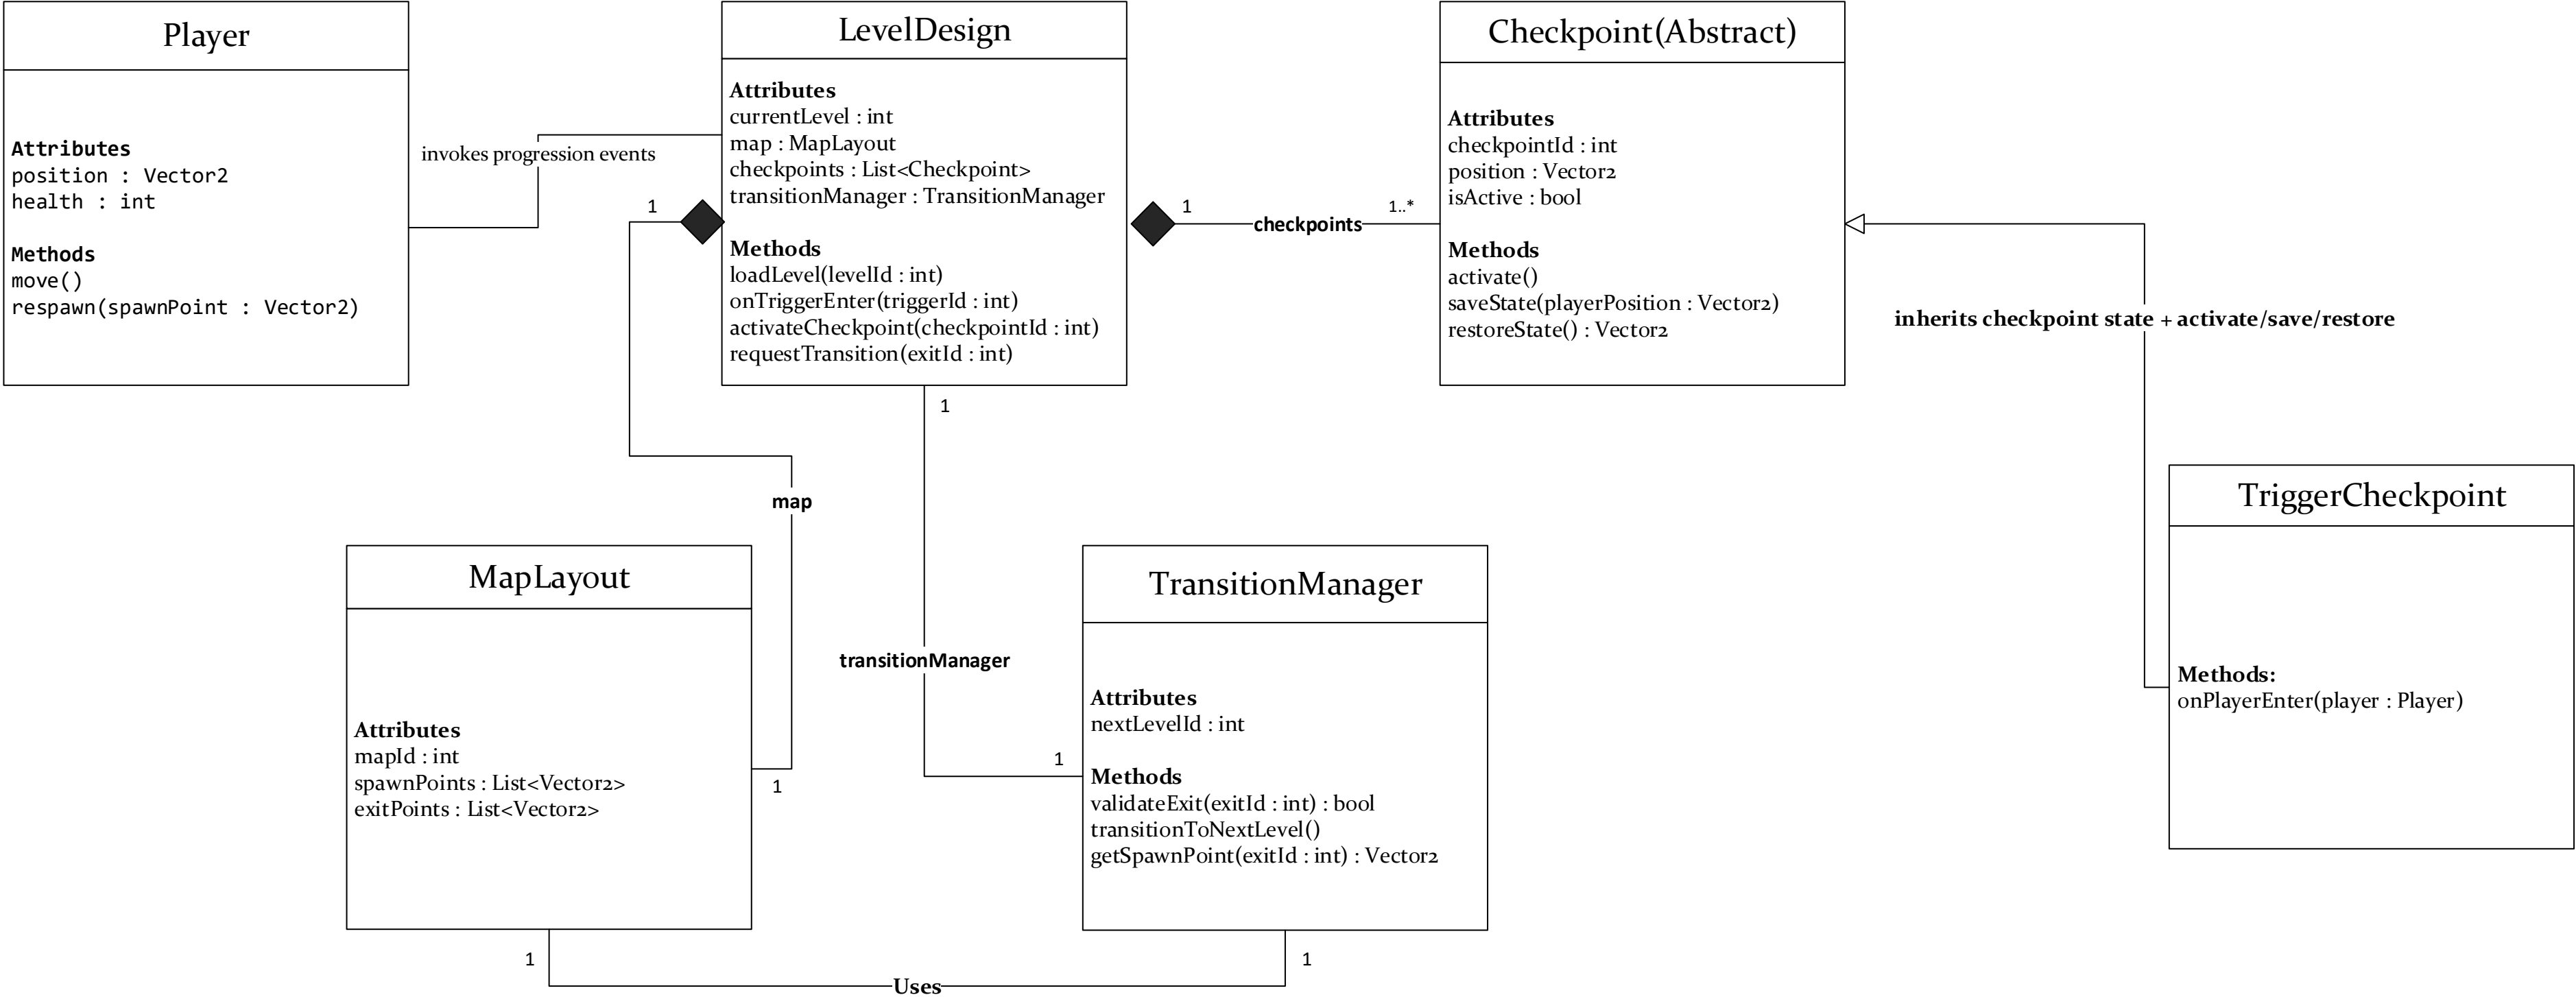 Player
Attributes
position : Vector2
health : int
Methods
move()
respawn(spawnPoint : Vector2)
invokes progression events
LevelDesign
Attributes
currentLevel : int
map : MapLayout
checkpoints : List<Checkpoint>
transitionManager : TransitionManager
Methods
loadLevel(levelId : int)
onTriggerEnter(triggerId : int)
activateCheckpoint(checkpointId : int)
requestTransition(exitId : int)
1
1
checkpoints
1..*
Checkpoint(Abstract)
Attributes
checkpointId : int
position : Vector2
isActive : bool
Methods
activate()
saveState(playerPosition : Vector2)
restoreState() : Vector2
inherits checkpoint state + activate/save/restore
TriggerCheckpoint
Methods:
onPlayerEnter(player : Player)
1
map
transitionManager
1
1
MapLayout
Attributes
mapId : int
spawnPoints : List<Vector2>
exitPoints : List<Vector2>
TransitionManager
Attributes
nextLevelId : int
Methods
validateExit(exitId : int) : bool
transitionToNextLevel()
getSpawnPoint(exitId : int) : Vector2
1
Uses
1